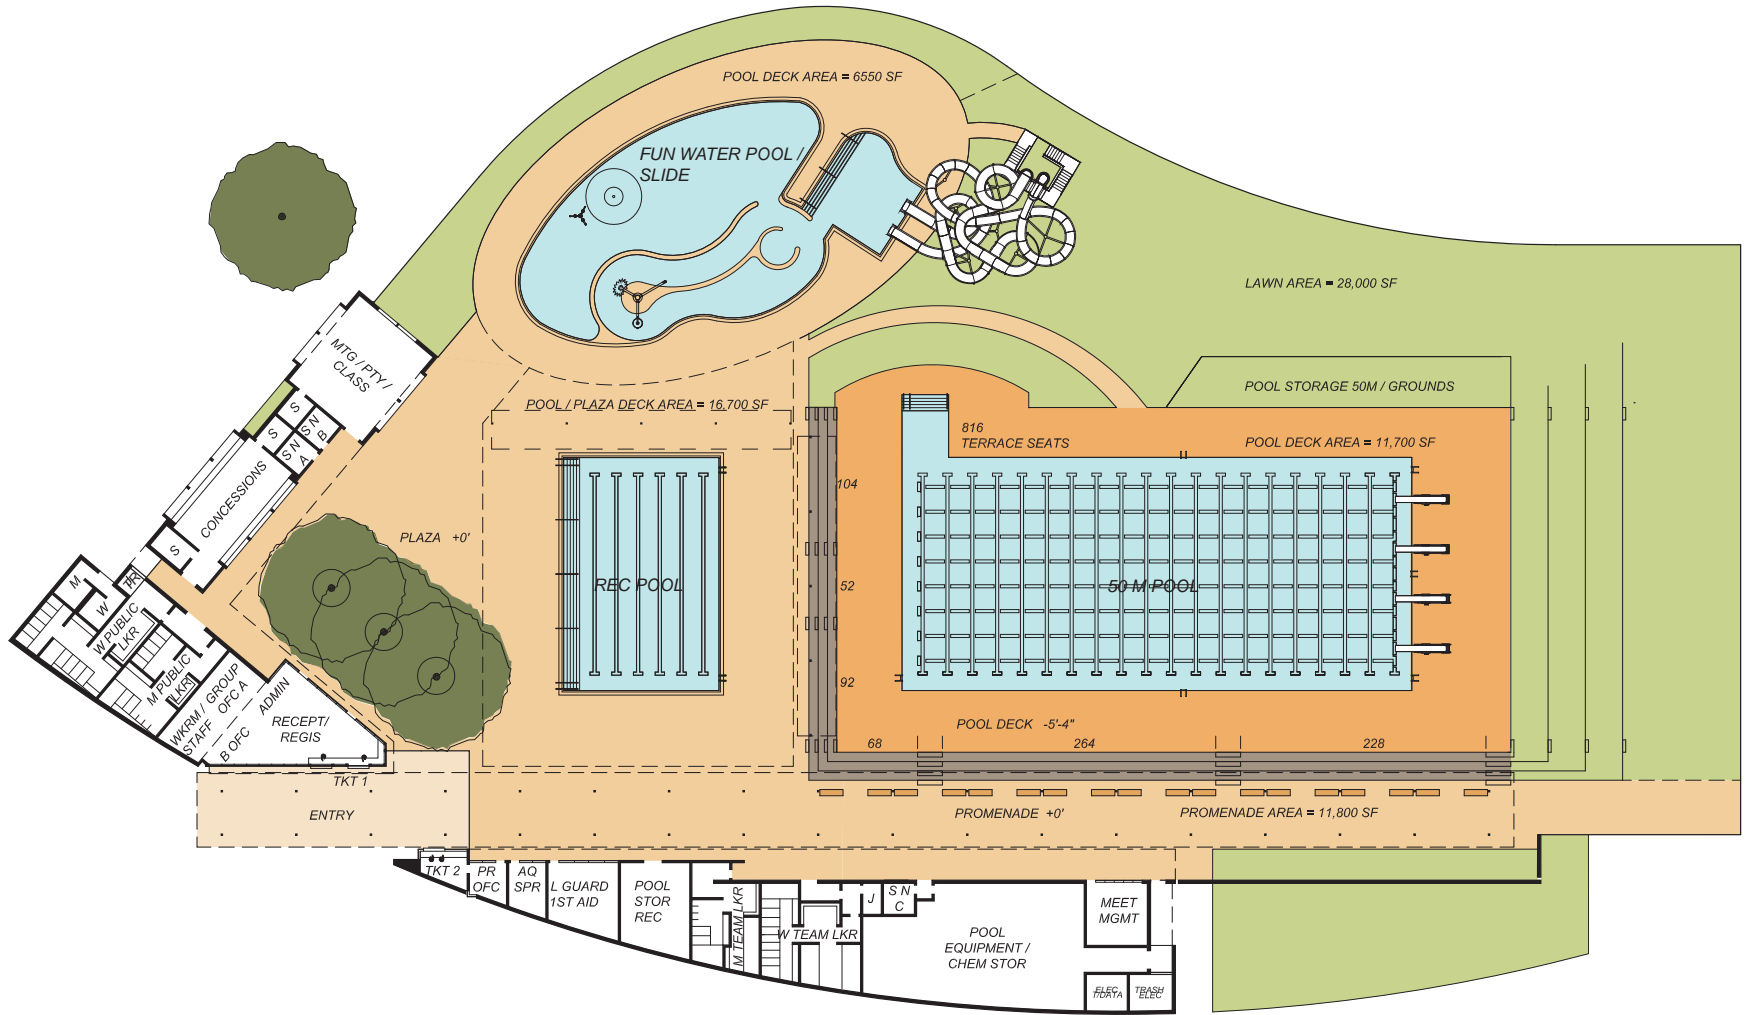 POOL DECK AREA = 6550 SF
FUN WATER POOL /
SLIDE
LAWN AREA = 28,000 SF
MTG / PTY /
CLASS
POOL STORAGE 50M / GROUNDS
POOL / PLAZA DECK AREA = 16,700 SF
S
S N
B
S
S N
A
816
TERRACE SEATS
POOL DECK AREA = 11,700 SF
CONCESSIONS
104
PLAZA +0'
S
REC POOL
52
50 M POOL
TR
M
W
W PUBLIC
LKR
M PUBLIC
LKR
92
WKRM / GROUP
STAFF OFC A
B OFC ADMIN
RECEPT/
REGIS
POOL DECK -5'-4"
68
264
228
TKT 1
ENTRY
PROMENADE +0'
PROMENADE AREA = 11,800 SF
TKT 2
PR
OFC
AQ
SPR
L GUARD
1ST AID
POOL
STOR
REC
M TEAM LKR
W TEAM LKR
J
S N
C
POOL
EQUIPMENT /
CHEM STOR
MEET
MGMT
ELEC
T/DATA
TRASH
ELEC